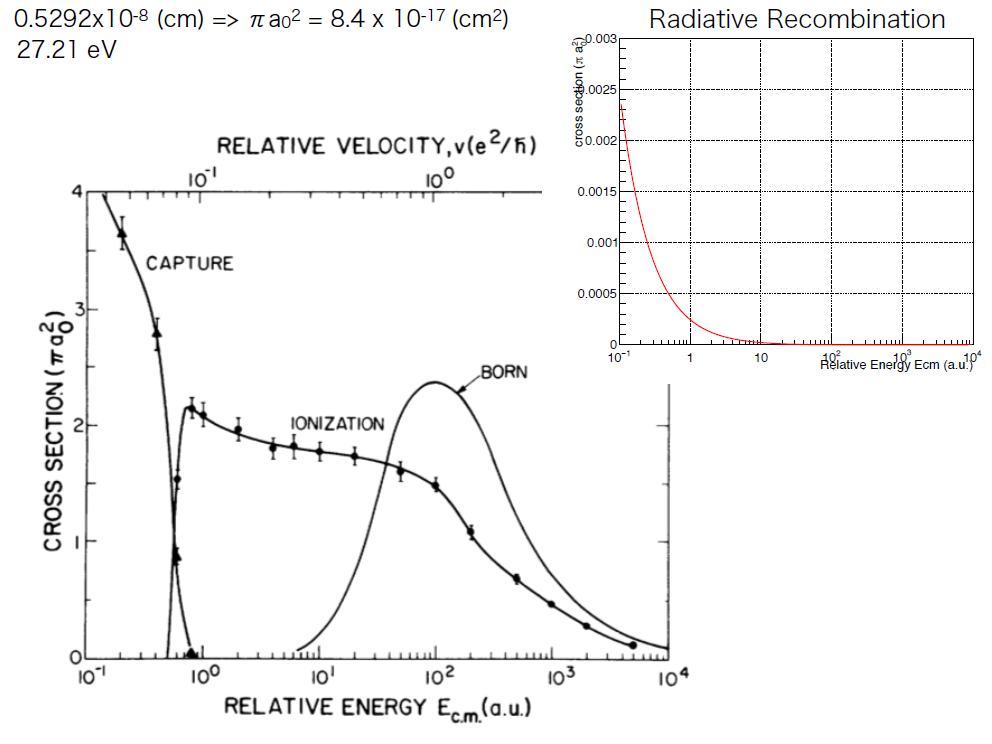 0.5292x10-8 (cm) => π a02 = 8.4 x 10-17 (cm2)
27.21 eV
Radiative Recombination
cross section (π a²)
0.003
0.0025
0.002
0.0015
0.001
0.0005
0
10⁻¹
1
10
10²
10³
10⁴
Relative Energy Ecm (a.u.)
RELATIVE VELOCITY, v(e²/ħ)
10⁻¹
10⁰
CROSS SECTION (π a₀²)
4
3
2
1
0
CAPTURE
IONIZATION
BORN
10⁻¹
10⁰
10¹
10²
10³
10⁴
RELATIVE ENERGY Ec.m.(a.u.)